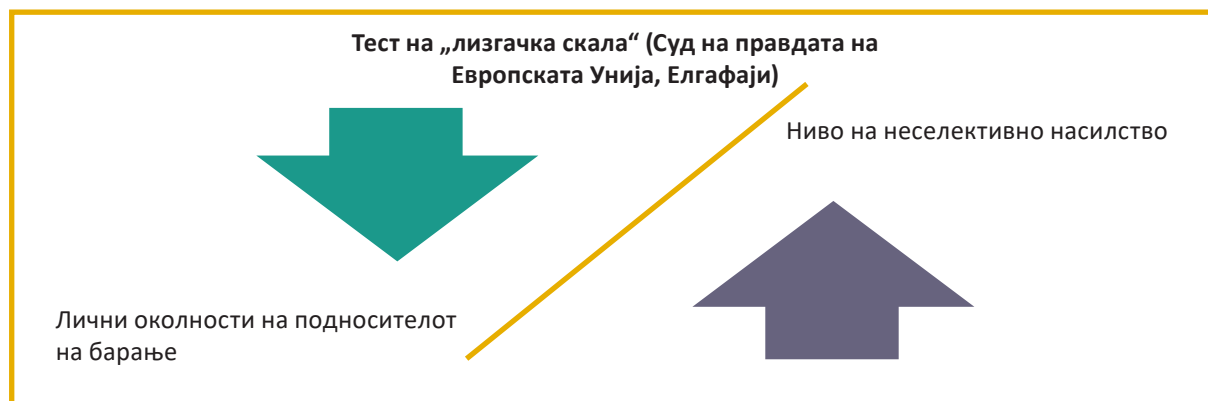 Тест на „лизгачка скала“ (Суд на правдата на
Европската Унија, Елгафаји)
Ниво на неселективно насилство
Лични околности на подносителот
на барање